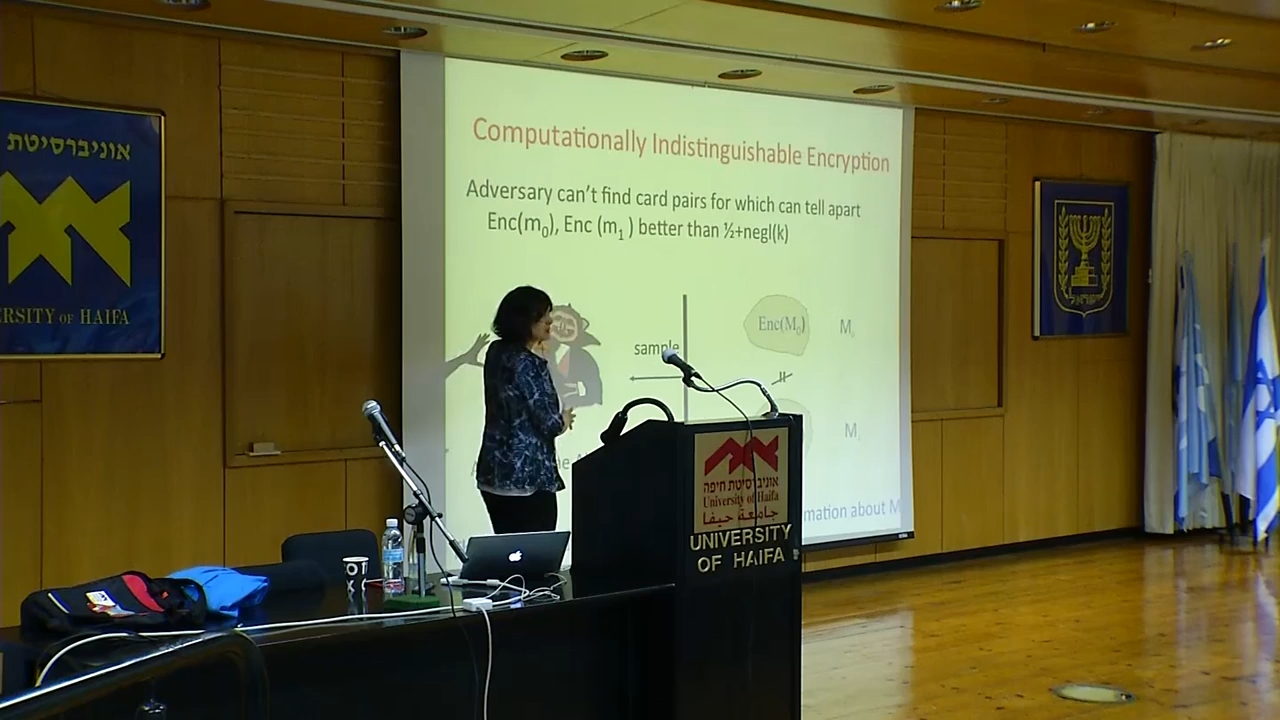 אוניברסיטת
UNIVERSITY OF HAIFA
Computationally Indistinguishable Encryption
Adversary can't find card pairs for which can tell apart
Enc(m0), Enc (m1 ) better than ½+negl(k)
Enc(M0) M0
sample
M1
mation about M
אוניברסיטת חיפה
University of Haifa
جامعة حيفا
UNIVERSITY
OF HAIFA
ישראל